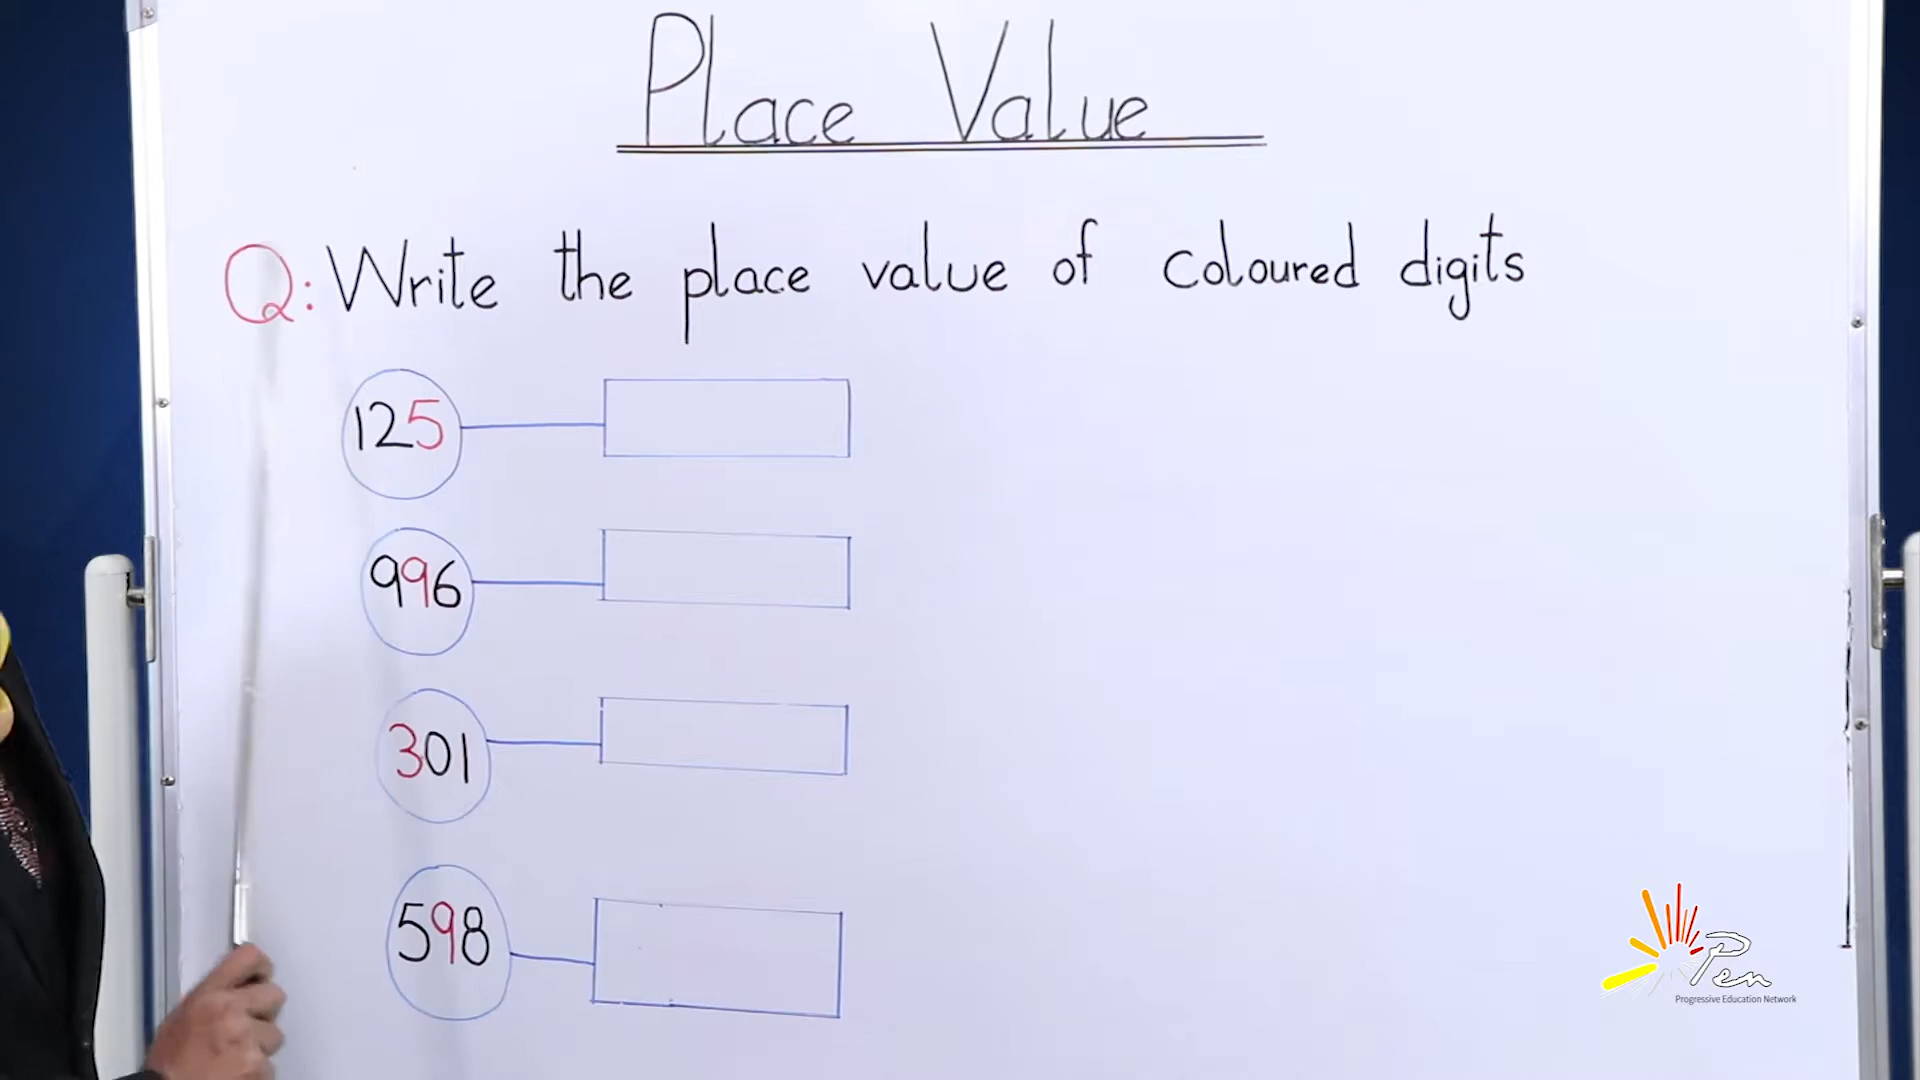 Place Value
Q: Write the place value of coloured digits
125
996
301
598
Pen
Progressive Education Network